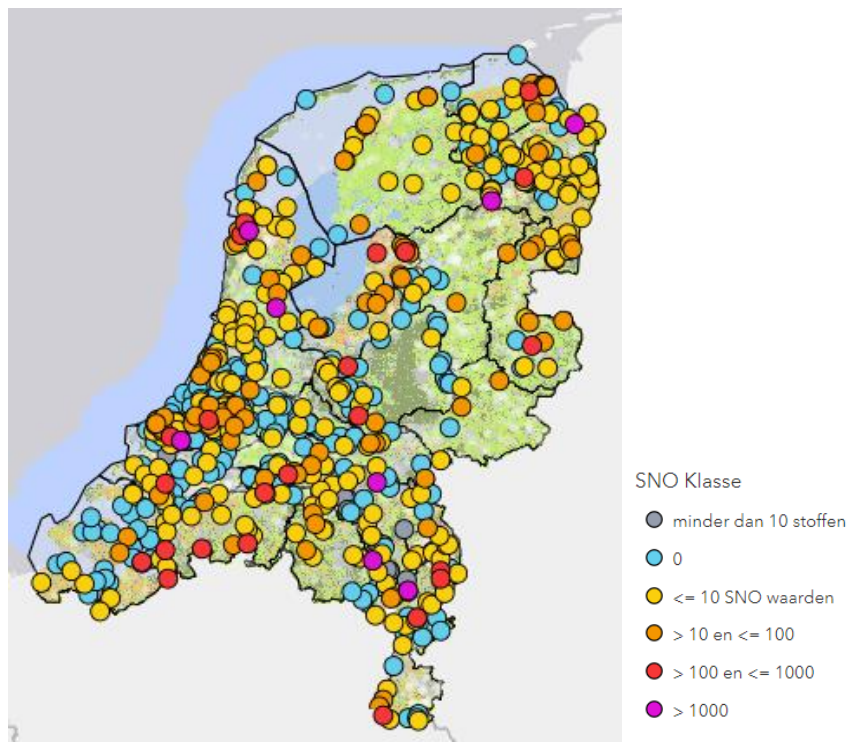 SNO Klasse
minder dan 10 stoffen
0
<= 10 SNO waarden
> 10 en <= 100
> 100 en <= 1000
> 1000